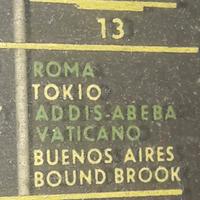 13
ROMA
TOKIO
ADDIS-ABEBA
VATICANO
BUENOS AIRES
BOUND BROOK